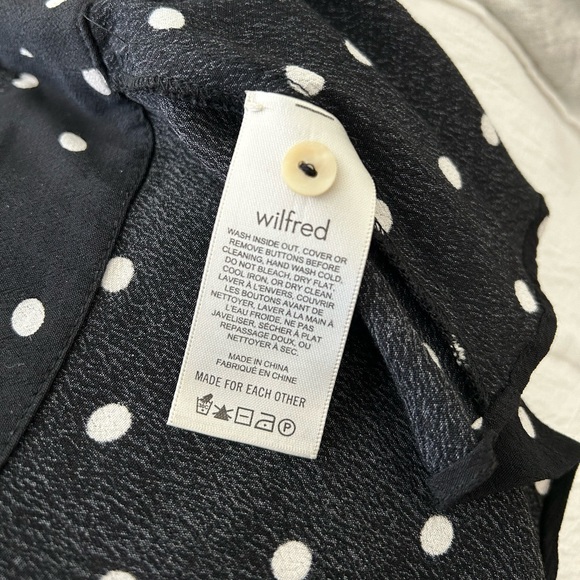 wilfred
WASH INSIDE OUT, COVER OR
REMOVE BUTTONS BEFORE
CLEANING, HAND WASH COLD,
DO NOT BLEACH, DRY FLAT,
COOL IRON, OR DRY CLEAN.
LAVER À L'ENVERS, COUVRIR
LES BOUTONS AVANT DE
NETTOYER, LAVER À LA MAIN À
L'EAU FROIDE, NE PAS
JAVELISER, SÉCHER À PLAT
REPASSAGE DOUX, OU
NETTOYER À SEC.
MADE IN CHINA
FABRIQUÉ EN CHINE
MADE FOR EACH OTHER
P